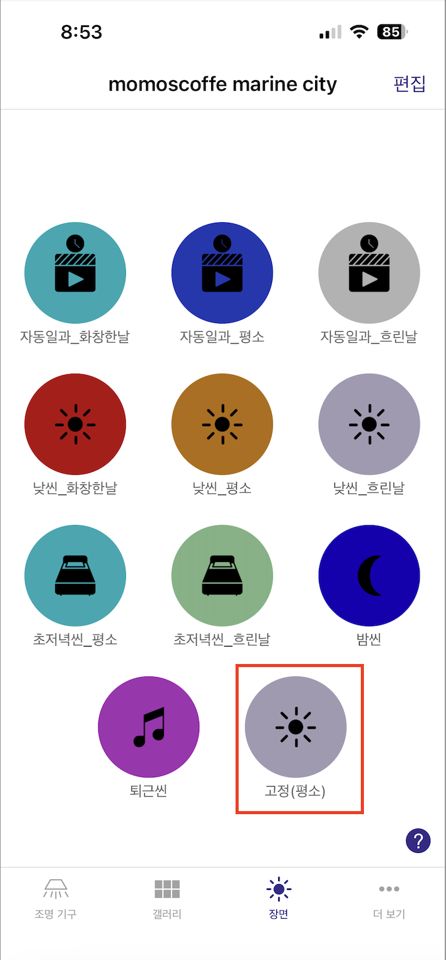 8:53
85
momoscoffe marine city
편집
자동일과_화창한날
자동일과_평소
자동일과_흐린날
낮씬_화창한날
낮씬_평소
낮씬_흐린날
초저녁씬_평소
초저녁씬_흐린날
밤씬
퇴근씬
고정(평소)
?
조명 기구
갤러리
장면
더 보기